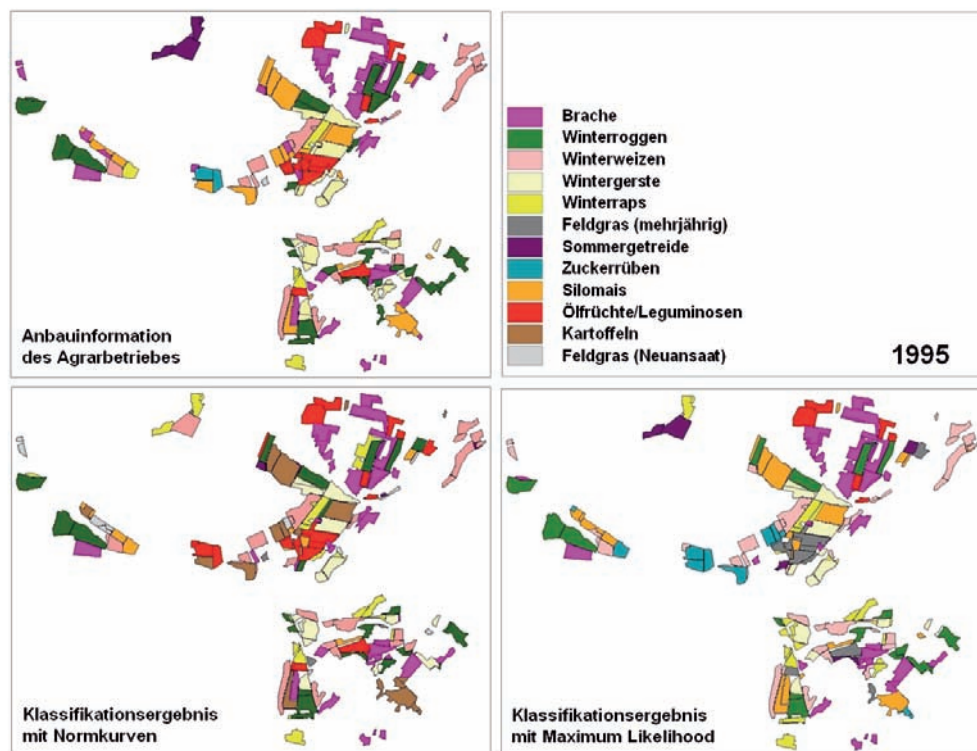 Anbauinformation
des Agrarbetriebes
Brache
Winterroggen
Winterweizen
Wintergerste
Winterraps
Feldgras (mehrjährig)
Sommergetreide
Zuckerrüben
Silomais
Ölfrüchte/Leguminosen
Kartoffeln
Feldgras (Neuansaat)
1995
Klassifikationsergebnis
mit Normkurven
Klassifikationsergebnis
mit Maximum Likelihood